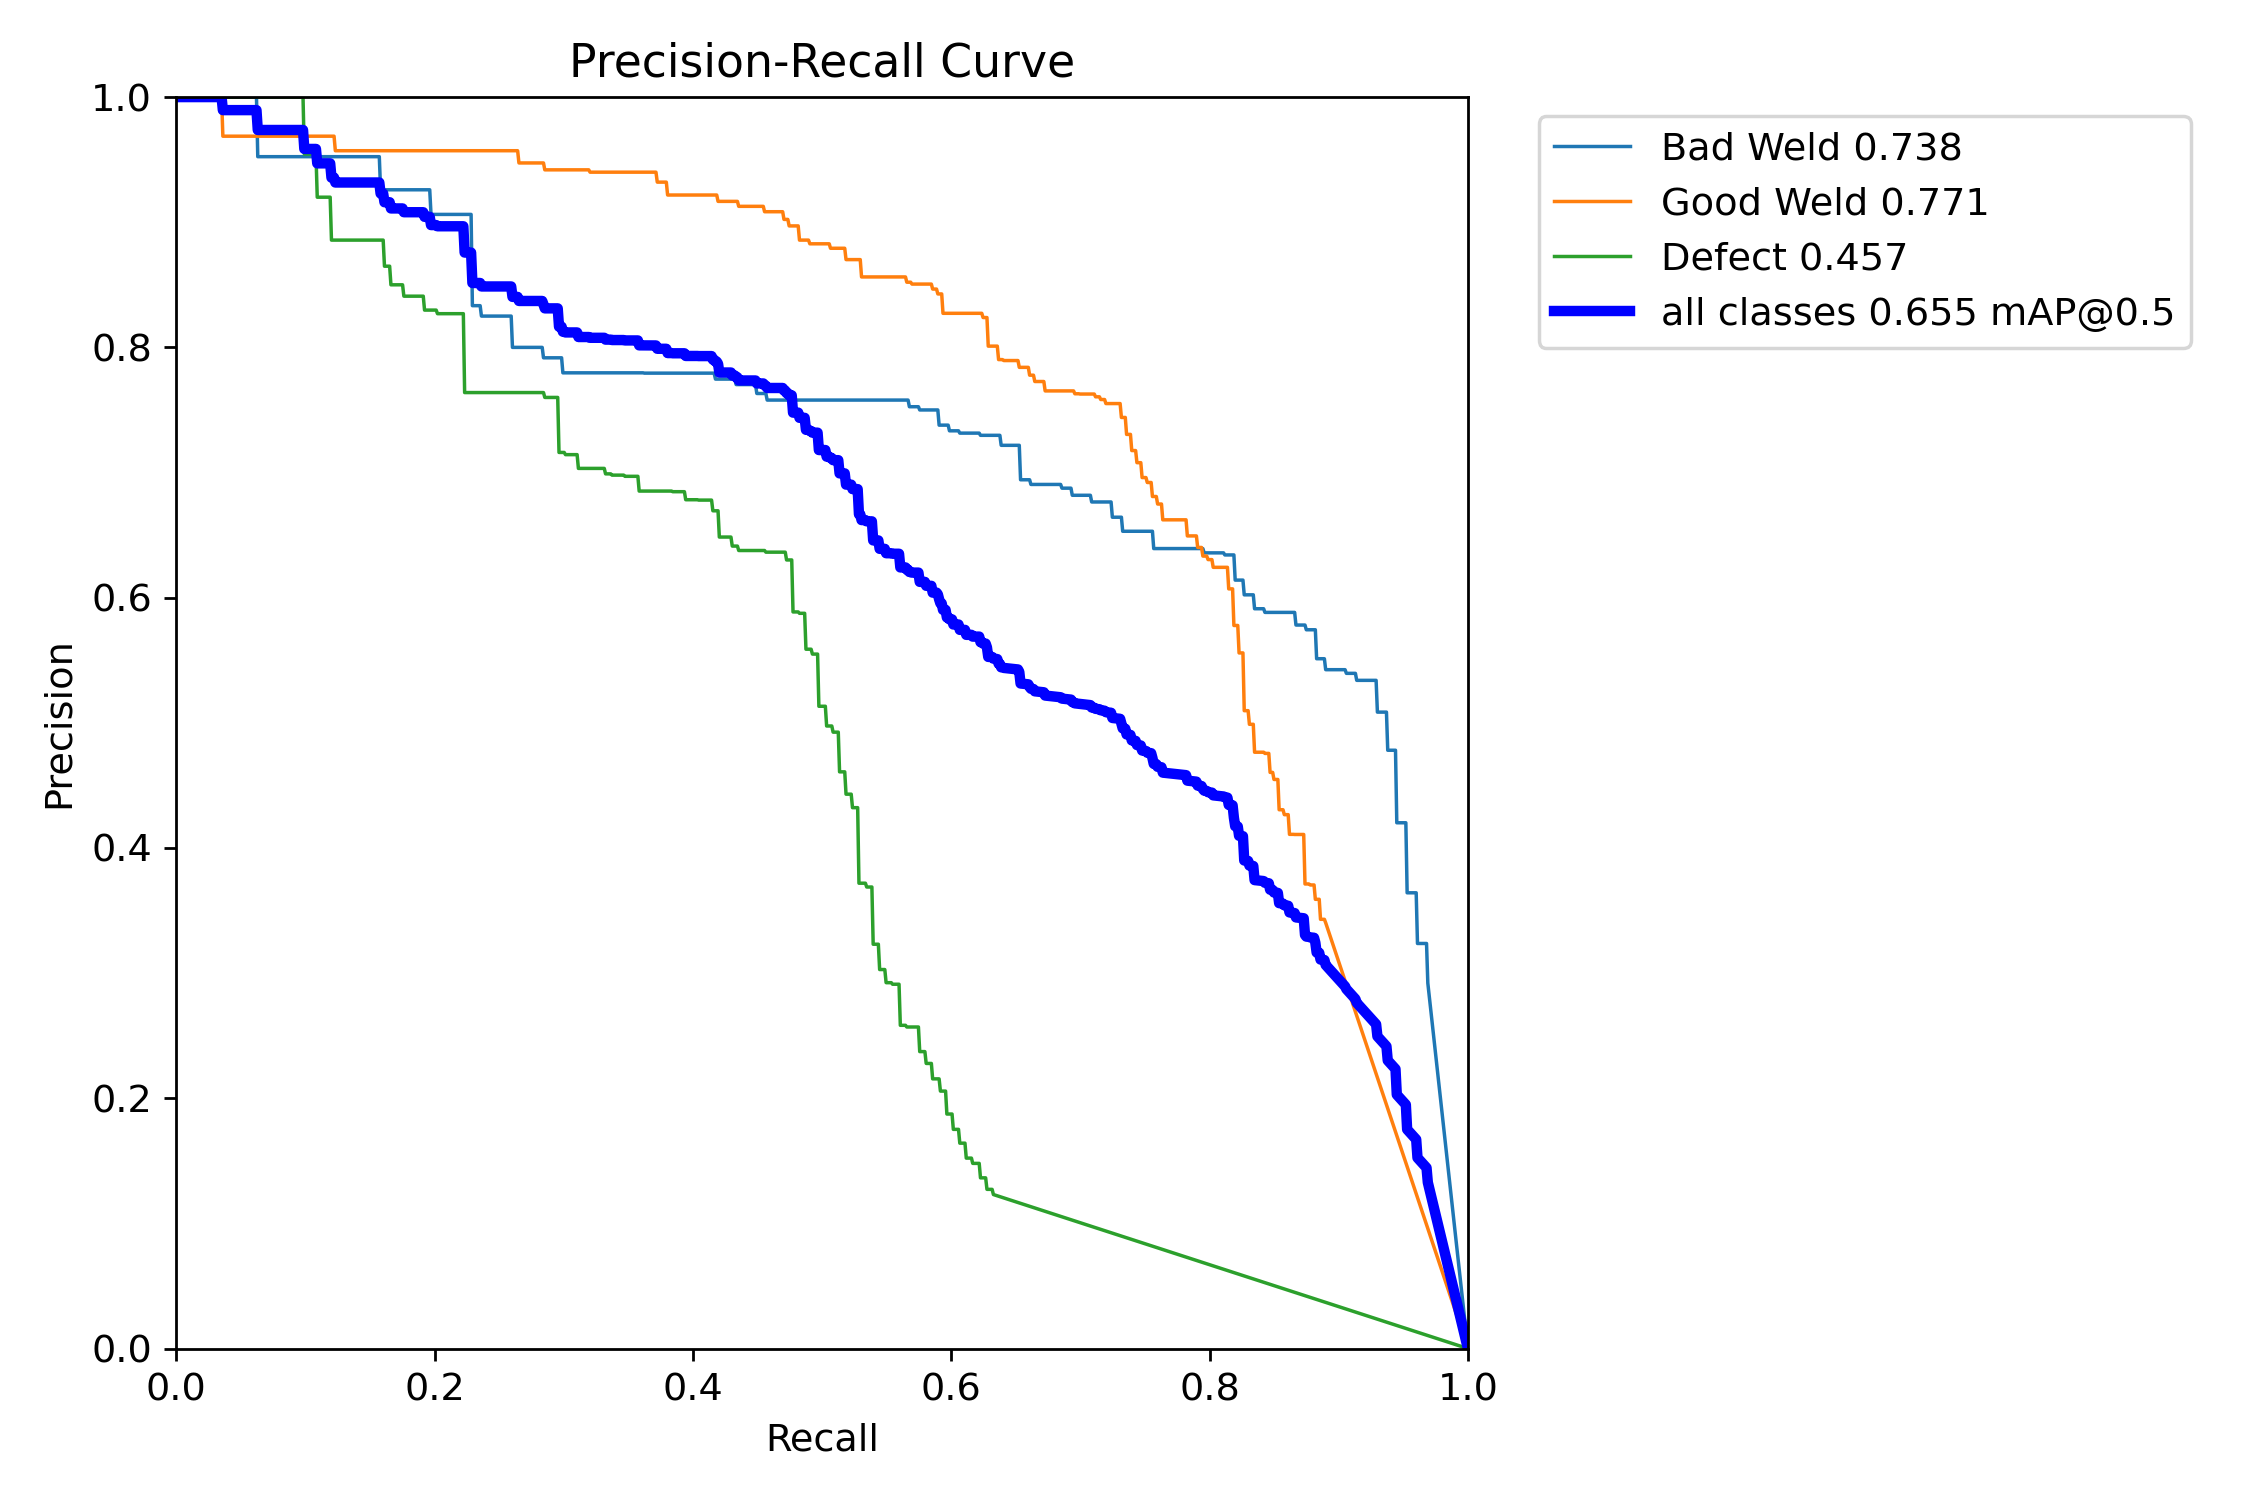 Precision-Recall Curve
1.0
0.8
0.6
0.4
0.2
0.0
Precision
0.0 0.2 0.4 0.6 0.8 1.0
Recall
Bad Weld 0.738
Good Weld 0.771
Defect 0.457
all classes 0.655 mAP@0.5